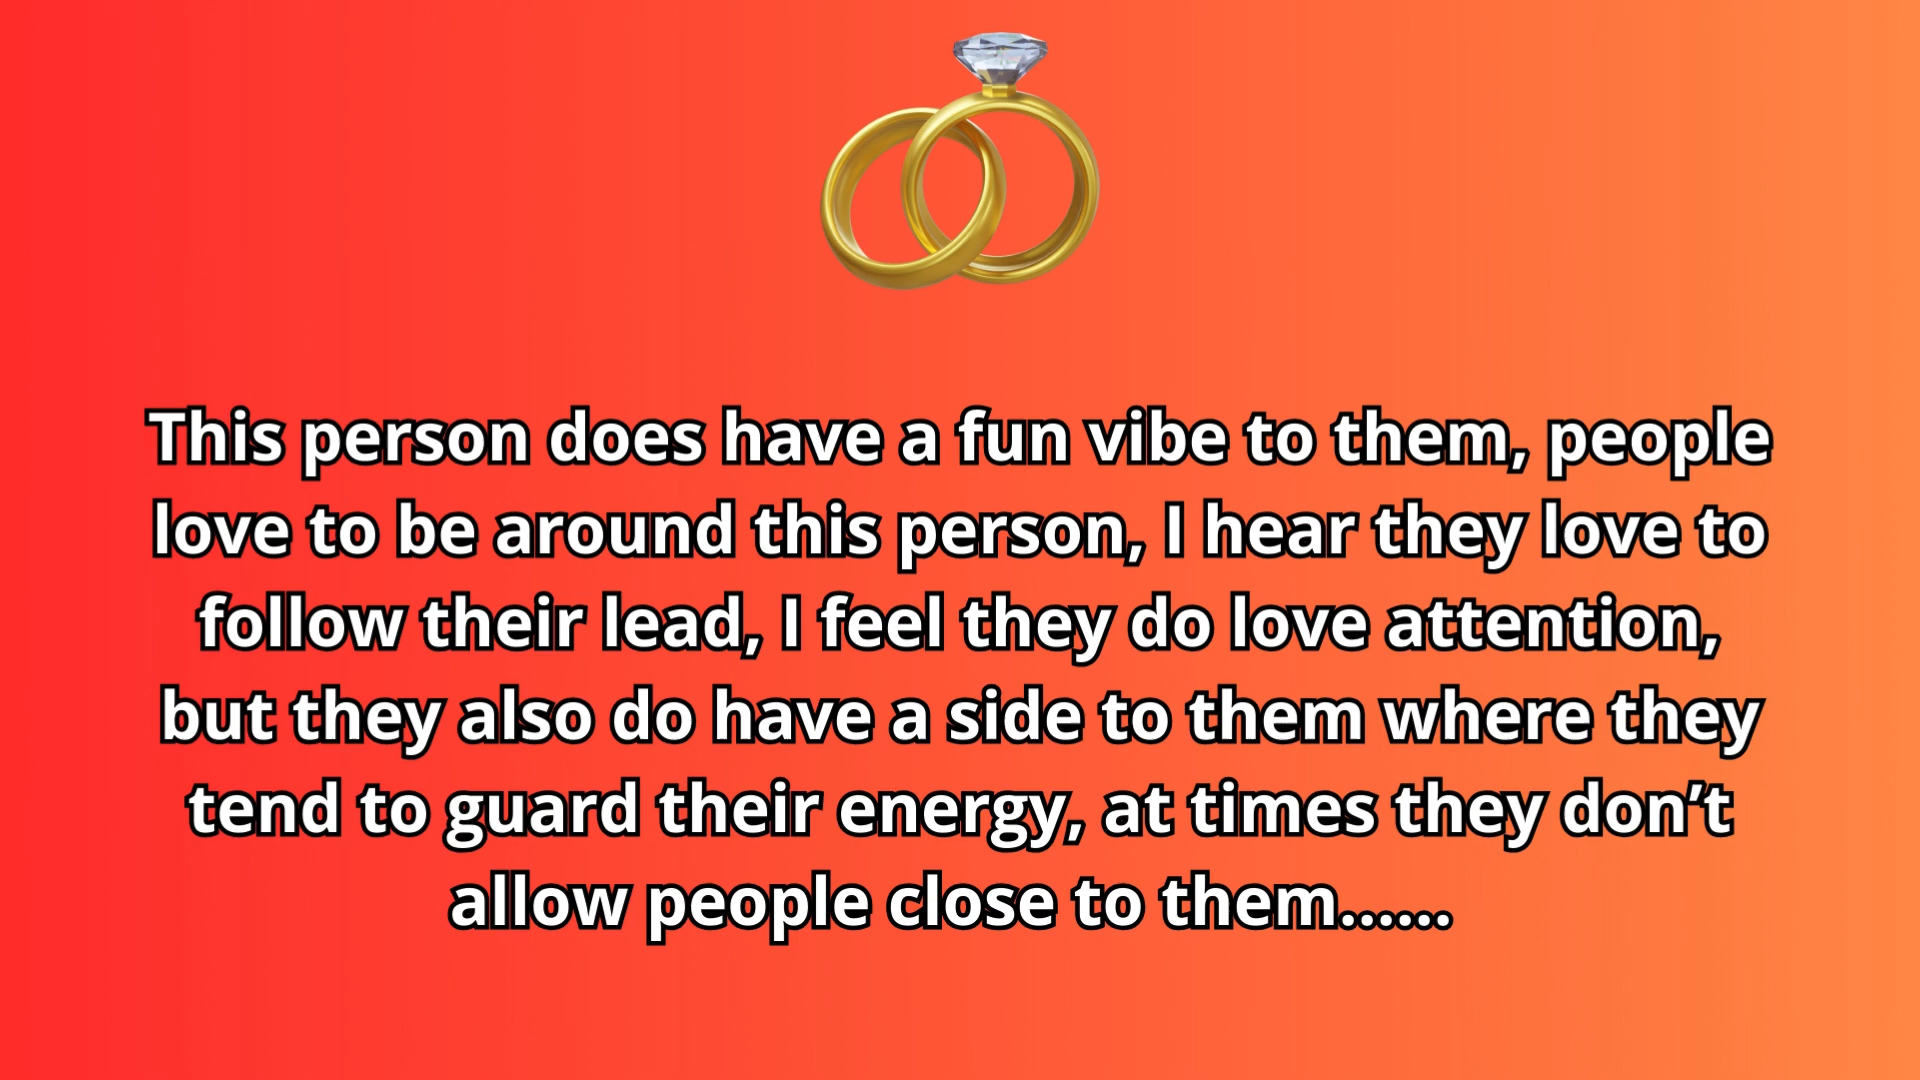 This person does have a fun vibe to them, people
love to be around this person, I hear they love to
follow their lead, I feel they do love attention,
but they also do have a side to them where they
tend to guard their energy, at times they don’t
allow people close to them......